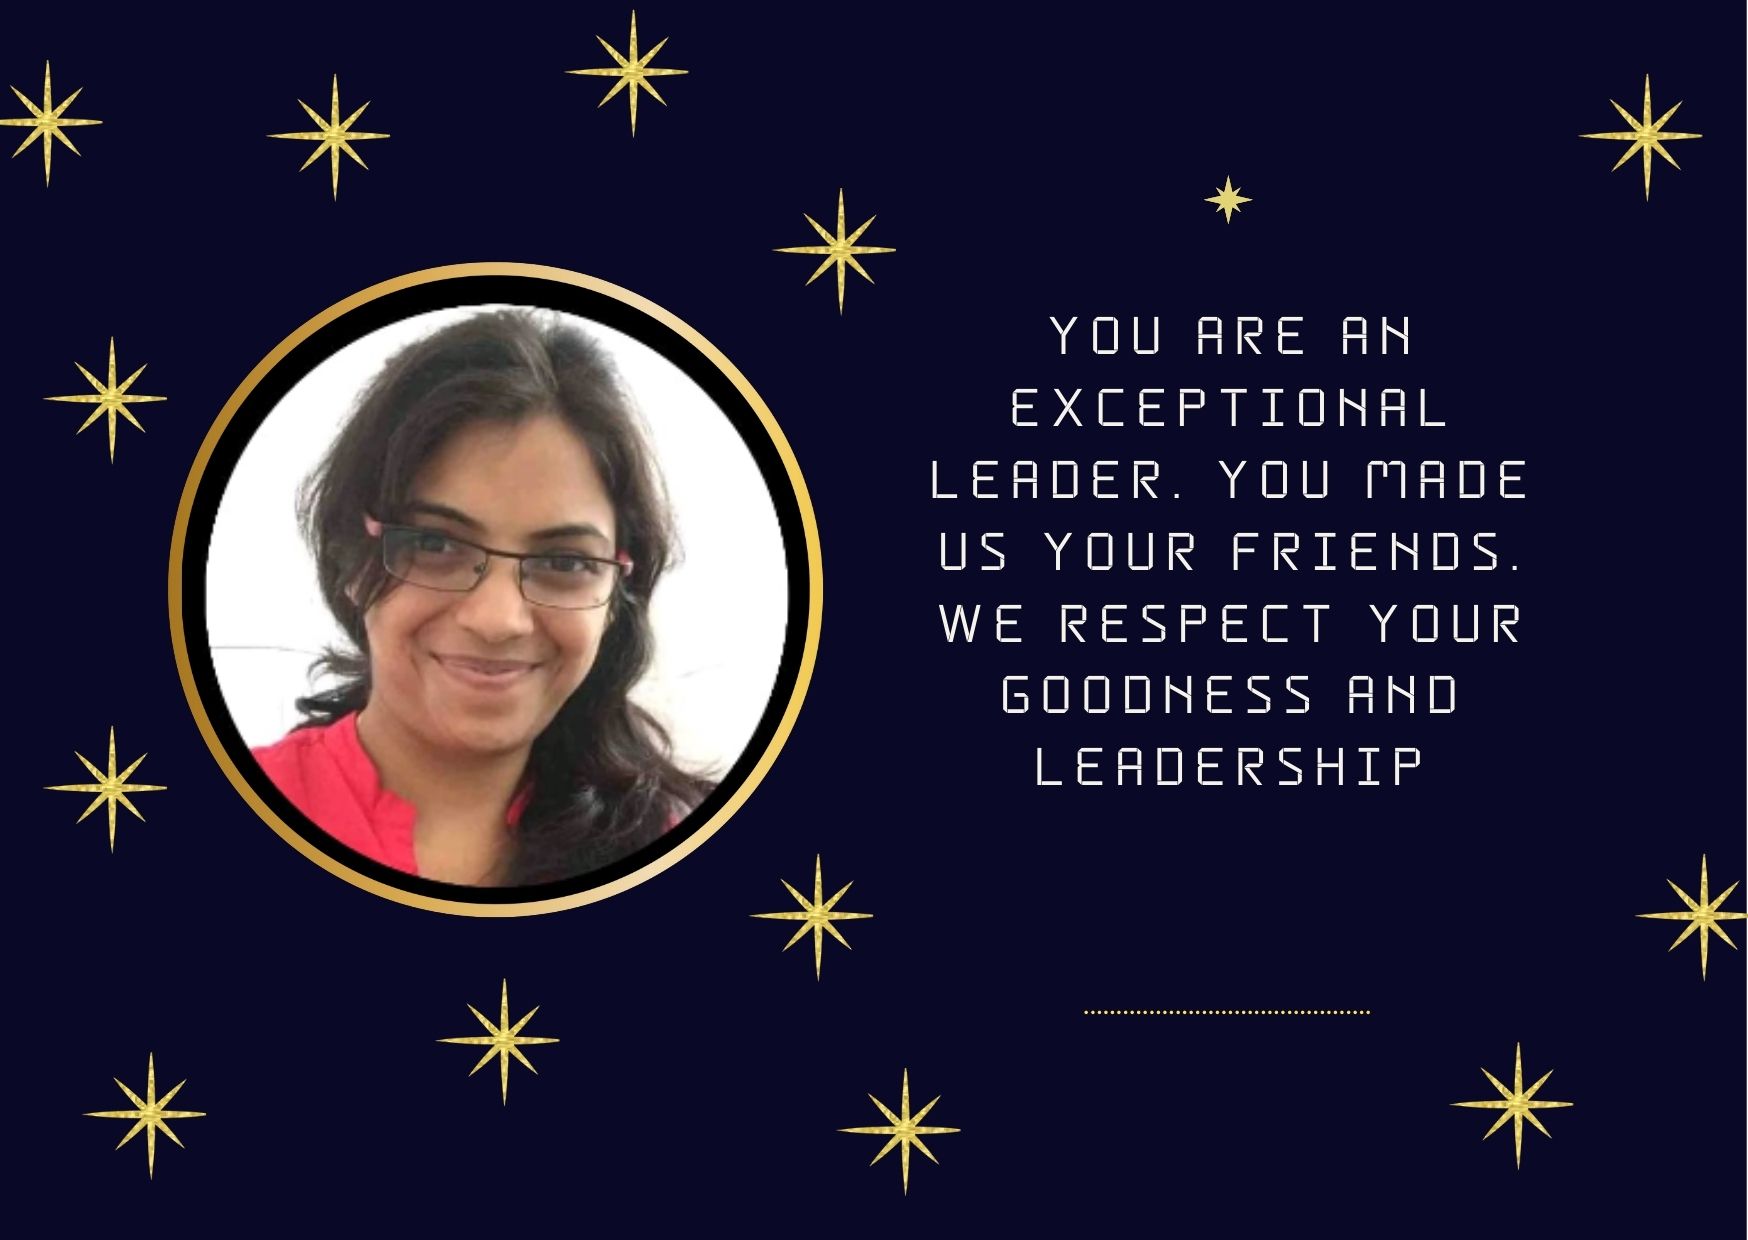 YOU ARE AN
EXCEPTIONAL
LEADER. YOU MADE
US YOUR FRIENDS.
WE RESPECT YOUR
GOODNESS AND
LEADERSHIP